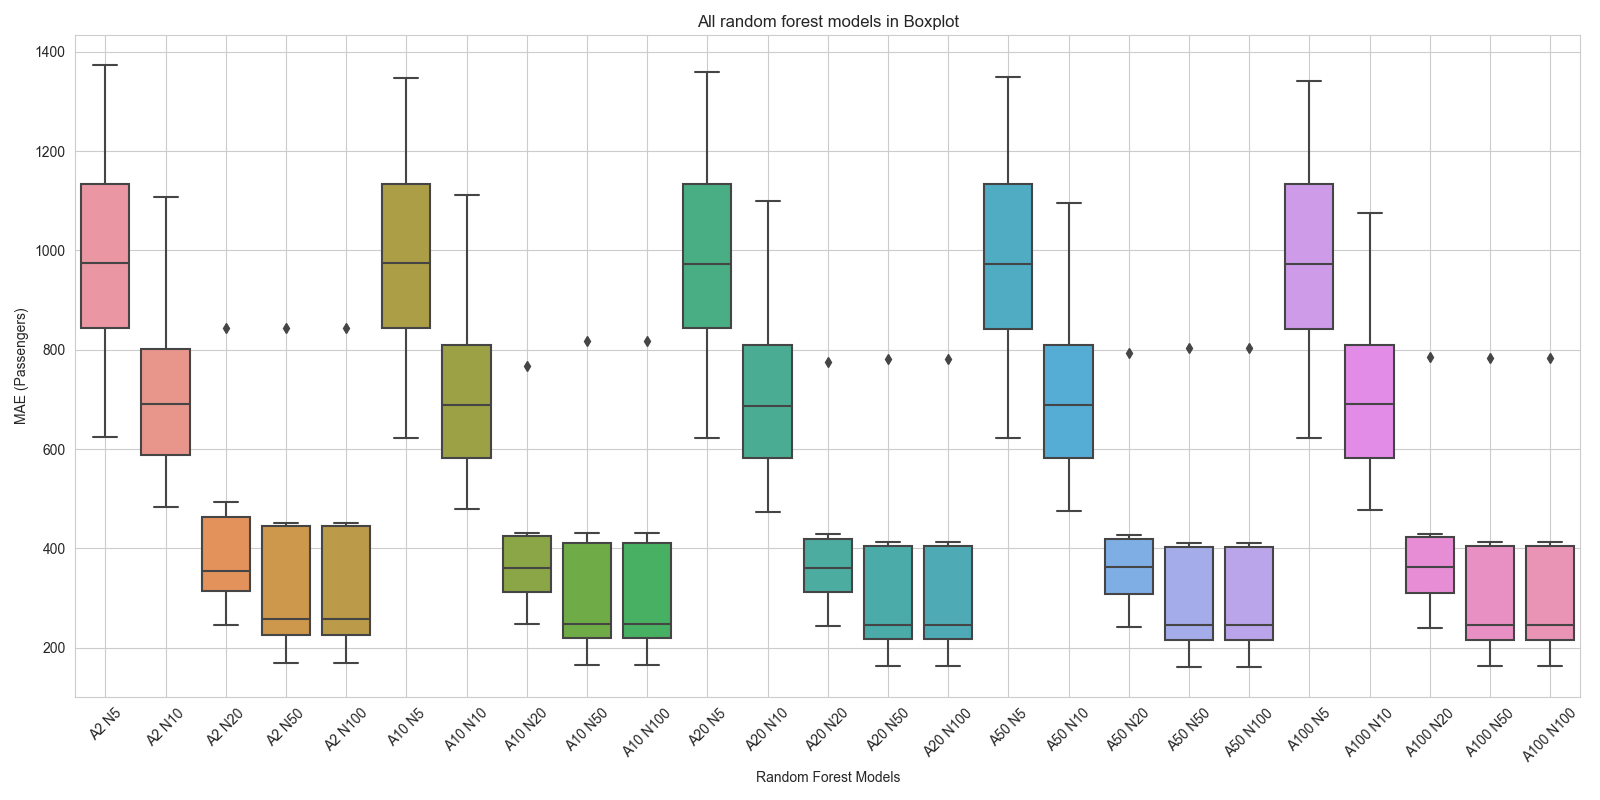 All random forest models in Boxplot
MAE (Passengers)
1400
1200
1000
800
600
400
200
A2 N5
A2 N10
A2 N20
A2 N50
A2 N100
A10 N5
A10 N10
A10 N20
A10 N50
A10 N100
A20 N5
A20 N10
A20 N20
A20 N50
A20 N100
A50 N5
A50 N10
A50 N20
A50 N50
A50 N100
A100 N5
A100 N10
A100 N20
A100 N50
A100 N100
Random Forest Models